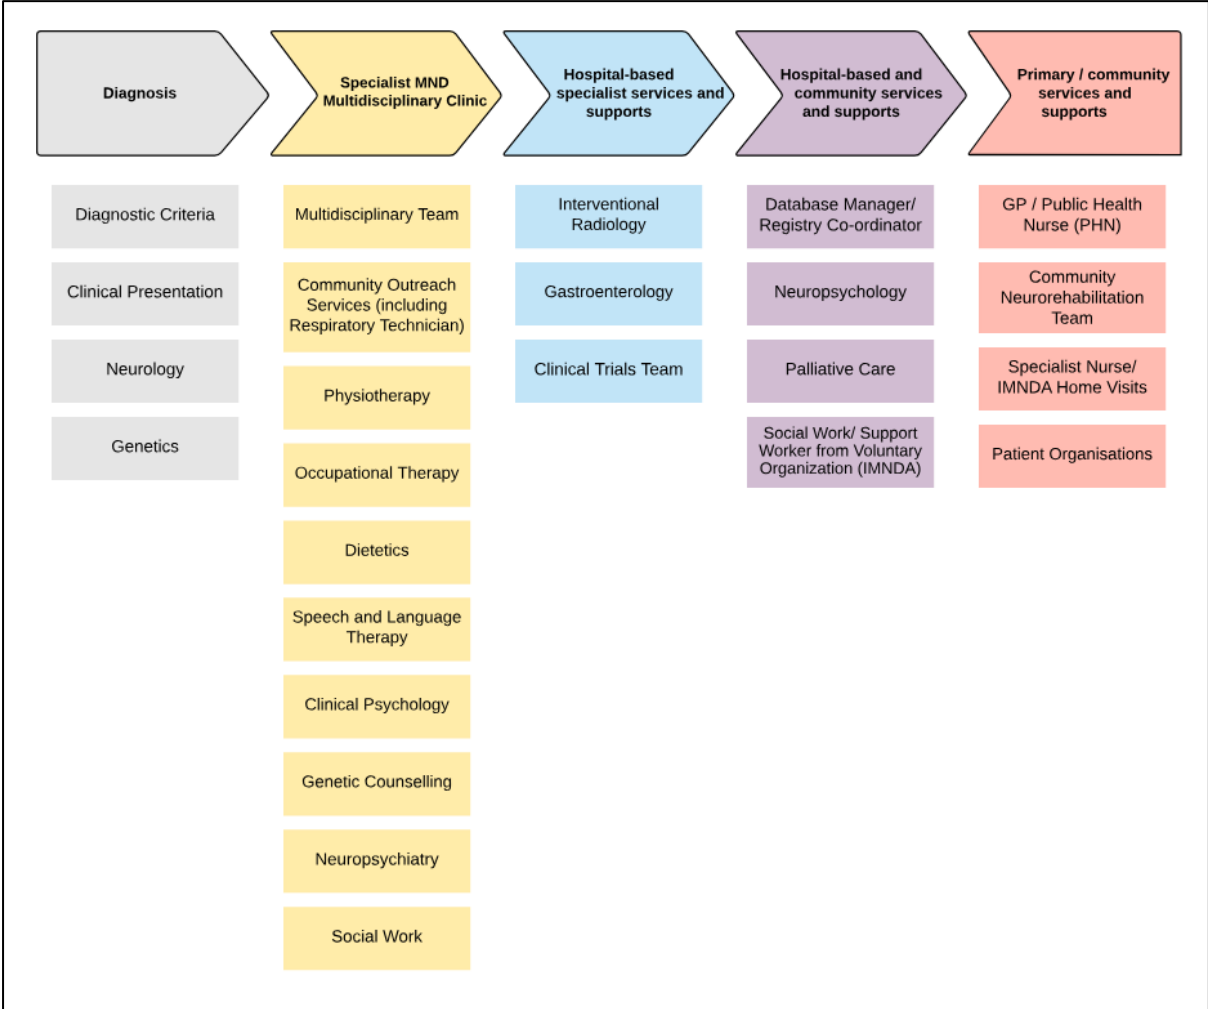 Diagnosis
Specialist MND
Multidisciplinary Clinic
Hospital-based
specialist services and
supports
Hospital-based and
community services
and supports
Primary / community
services and
supports
Diagnostic Criteria
Clinical Presentation
Neurology
Genetics
Multidisciplinary Team
Community Outreach
Services (including
Respiratory Technician)
Physiotherapy
Occupational Therapy
Dietetics
Speech and Language
Therapy
Clinical Psychology
Genetic Counselling
Neuropsychiatry
Social Work
Interventional
Radiology
Gastroenterology
Clinical Trials Team
Database Manager/
Registry Co-ordinator
Neuropsychology
Palliative Care
Social Work/ Support
Worker from Voluntary
Organization (IMNDA)
GP / Public Health
Nurse (PHN)
Community
Neurorehabilitation
Team
Specialist Nurse/
IMNDA Home Visits
Patient Organisations